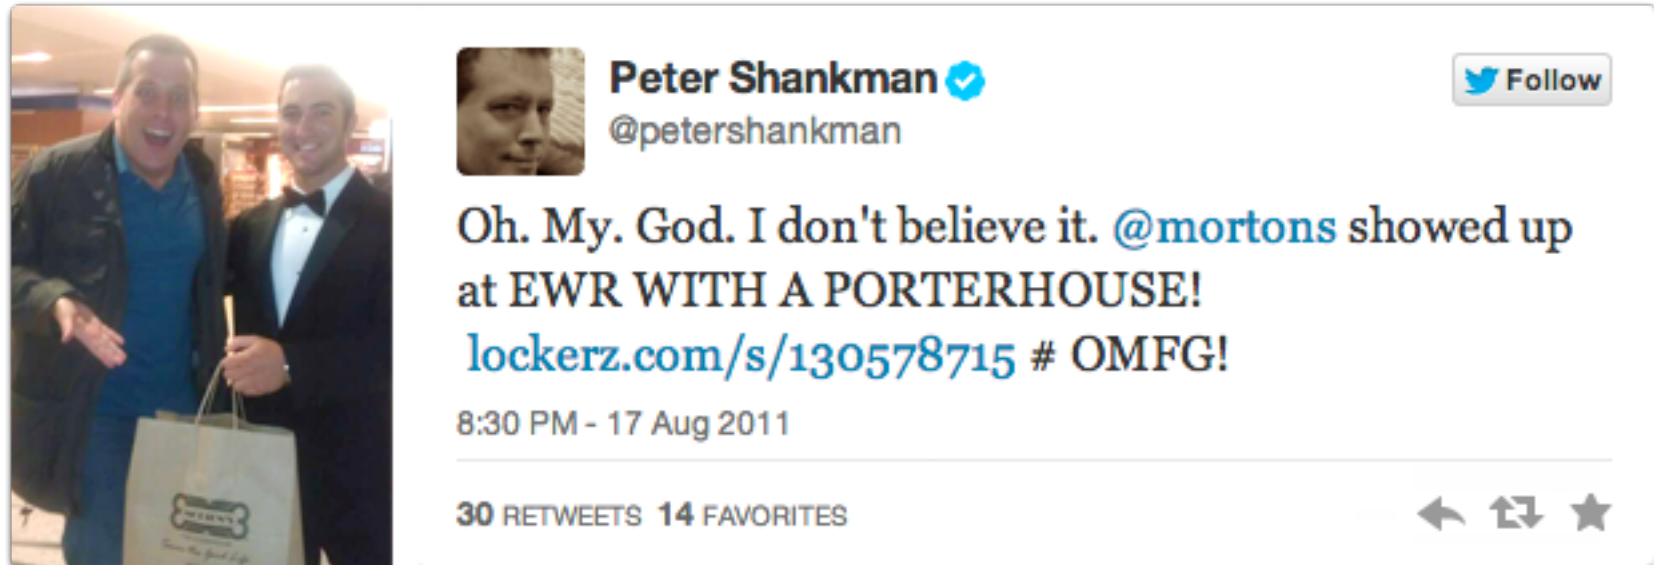 Peter Shankman
Follow
@petershankman
Oh. My. God. I don't believe it. @mortons showed up
at EWR WITH A PORTERHOUSE!
lockerz.com/s/130578715 # OMFG!
8:30 PM - 17 Aug 2011
30 RETWEETS 14 FAVORITES